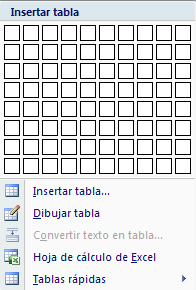 Insertar tabla
Insertar tabla...
Dibujar tabla
Convertir texto en tabla...
Hoja de cálculo de Excel
Tablas rápidas